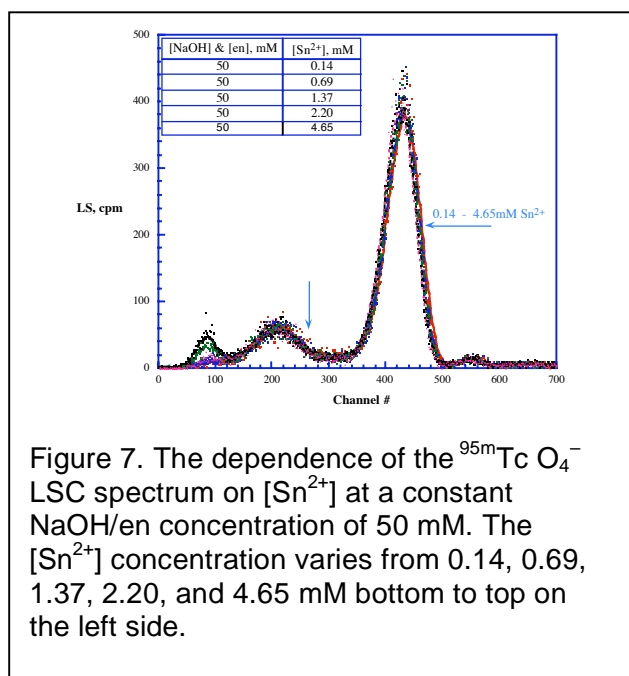 500
[NaOH] & [en], mM [Sn²⁺], mM
50 0.14
50 0.69
50 1.37
50 2.20
50 4.65
400
300
LS, cpm
0.14 - 4.65mM Sn²⁺
200
100
0
0 100 200 300 400 500 600 700
Channel #
Figure 7. The dependence of the ⁹⁵ᵐTc O₄⁻
LSC spectrum on [Sn²⁺] at a constant
NaOH/en concentration of 50 mM. The
[Sn²⁺] concentration varies from 0.14, 0.69,
1.37, 2.20, and 4.65 mM bottom to top on
the left side.